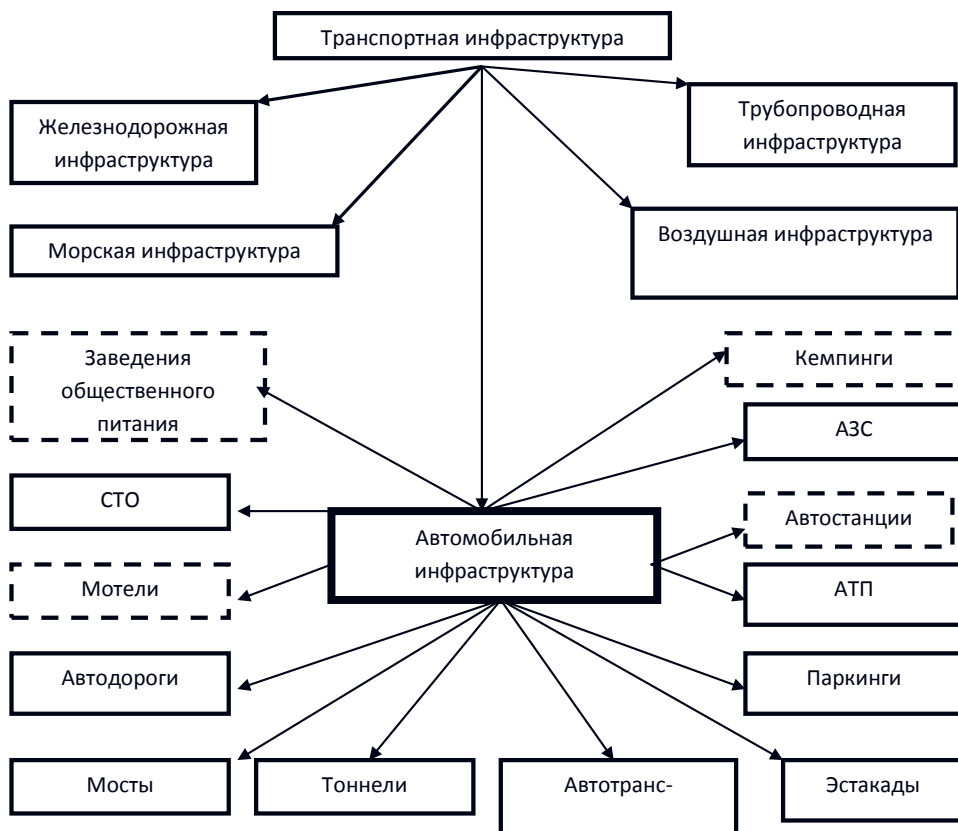 Транспортная инфраструктура
Железнодорожная
инфраструктура
Трубопроводная
инфраструктура
Морская инфраструктура
Воздушная инфраструктура
Заведения
общественного
питания
Кемпинги
АЗС
СТО
Автостанции
Автомобильная
инфраструктура
Мотели
АТП
Автодороги
Паркинги
Мосты
Тоннели
Автотранс-
Эстакады